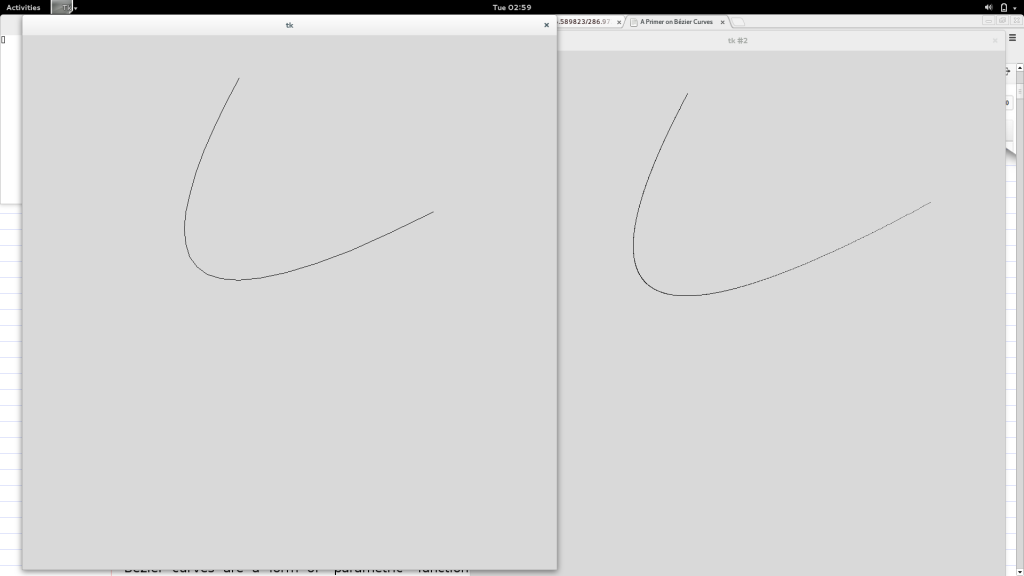 Activities Tk Tue 02:59
tk
.589823/286.97 A Primer on Bézier Curves
tk #2
Bézier curves are a form of parametric function